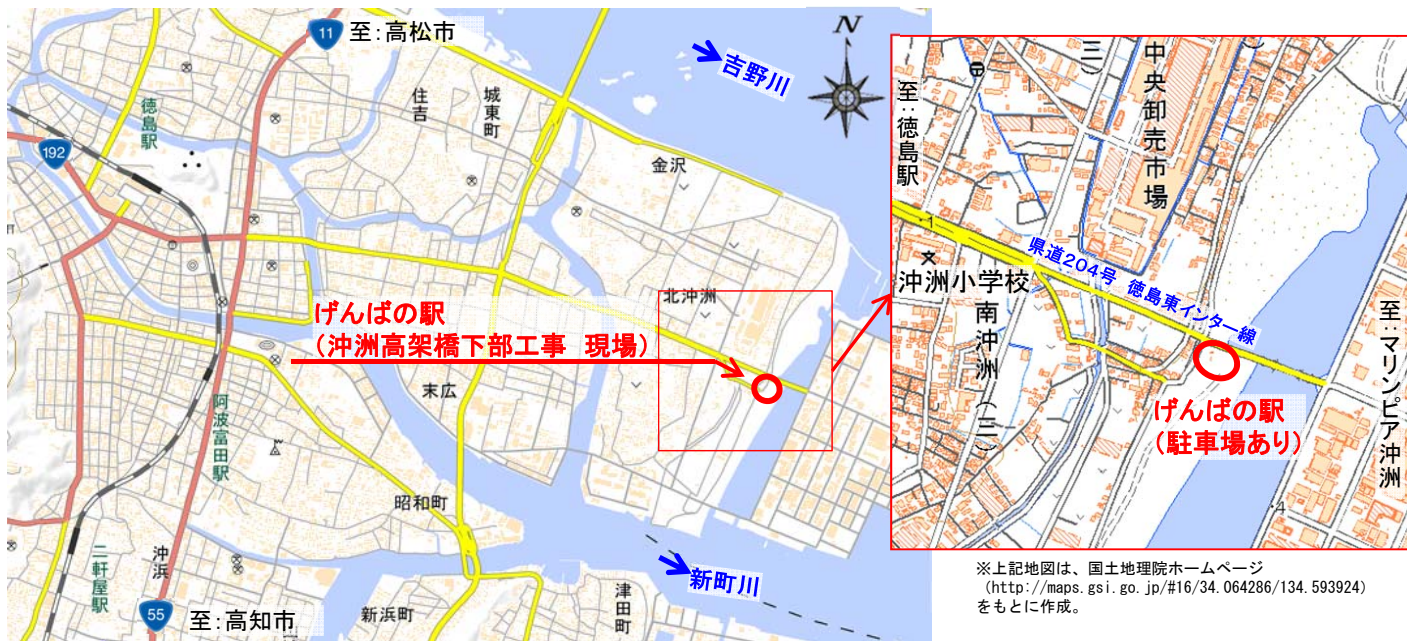 11
至：高松市
吉野川
N
徳島駅
住吉
城東町
192
金沢
北沖洲
げんばの駅
（沖洲高架橋下部工事　現場）
末広
阿波富田駅
昭和町
二軒屋駅
沖浜
55
至：高知市
新浜町
津田町
新町川
至：徳島駅
三）
中央卸売市場
沖洲小学校
県道204号　徳島東インター線
南沖洲（二）
げんばの駅
（駐車場あり）
至：マリンピア沖洲
※上記地図は、国土地理院ホームページ
（http://maps.gsi.go.jp/#16/34.064286/134.593924）
をもとに作成。